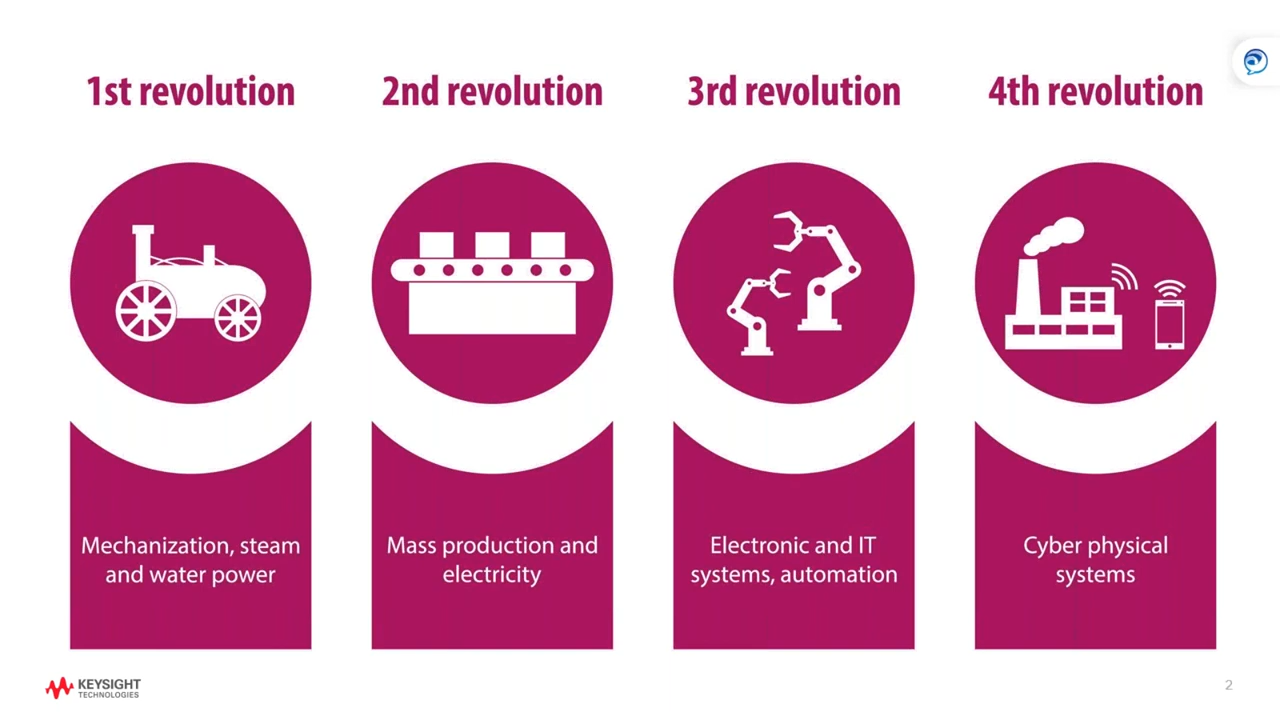 1st revolution
2nd revolution
3rd revolution
4th revolution
Mechanization, steam
and water power
Mass production and
electricity
Electronic and IT
systems, automation
Cyber physical
systems
KEYSIGHT
TECHNOLOGIES
2